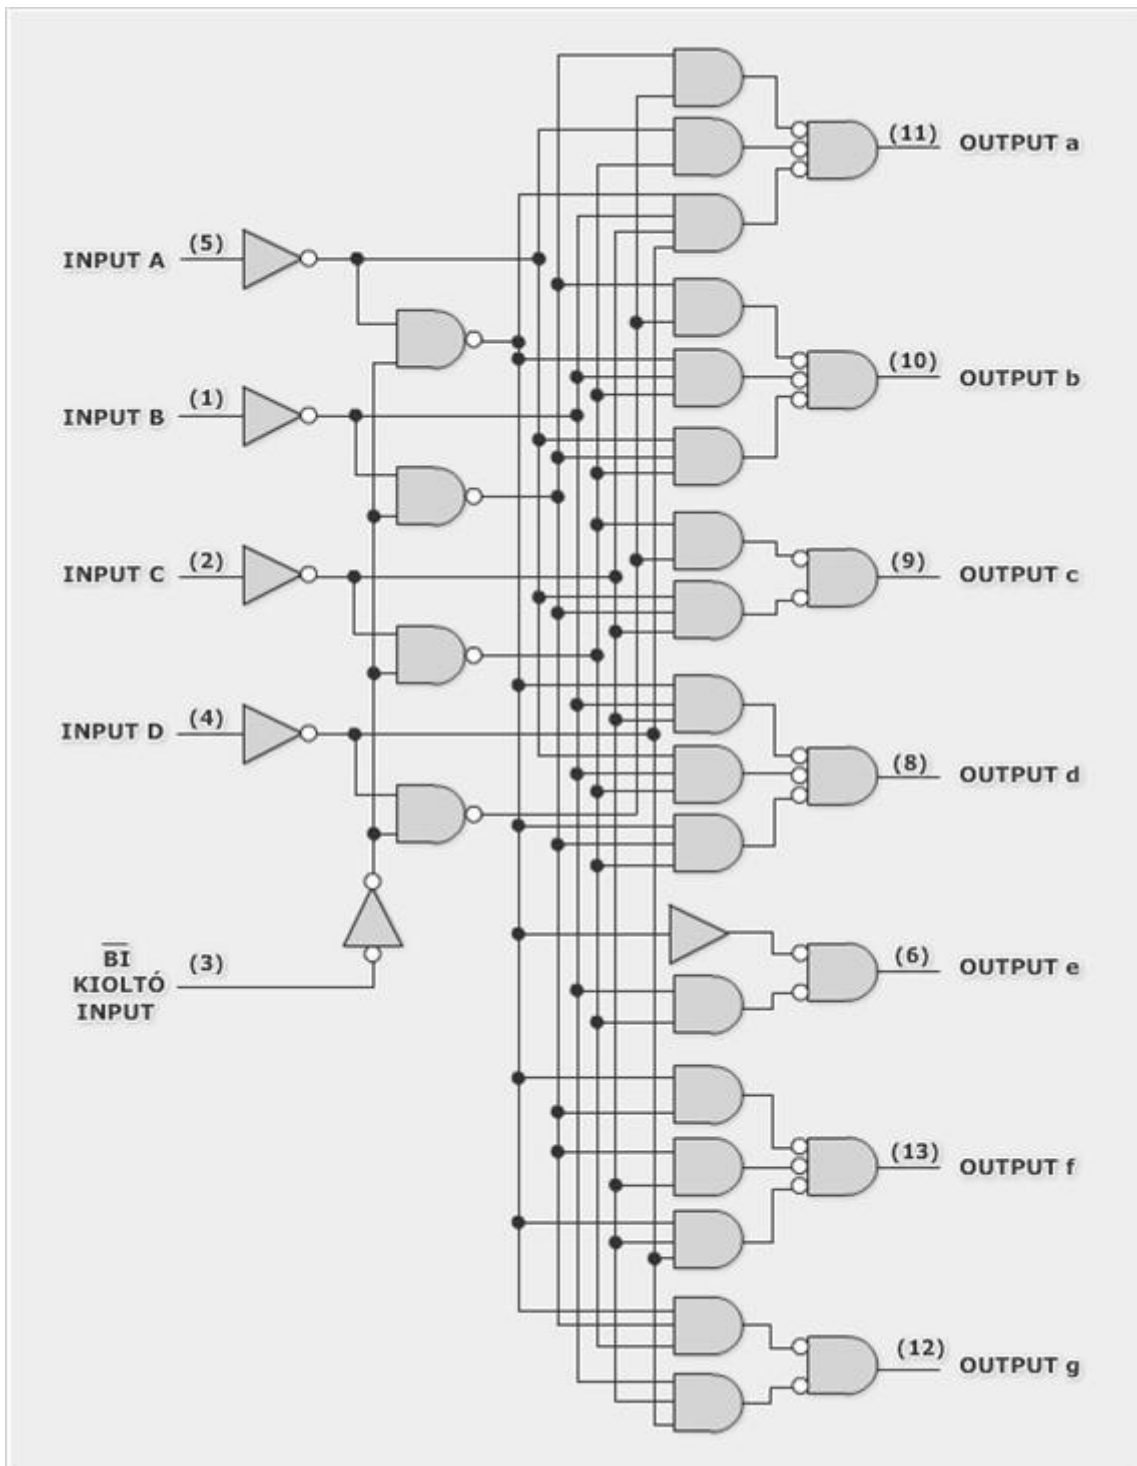 (11) OUTPUT a
INPUT A (5)
(10) OUTPUT b
INPUT B (1)
(9) OUTPUT c
INPUT C (2)
(8) OUTPUT d
INPUT D (4)
(6) OUTPUT e
B̅I̅
KIOLTÓ
INPUT
(3)
(13) OUTPUT f
(12) OUTPUT g